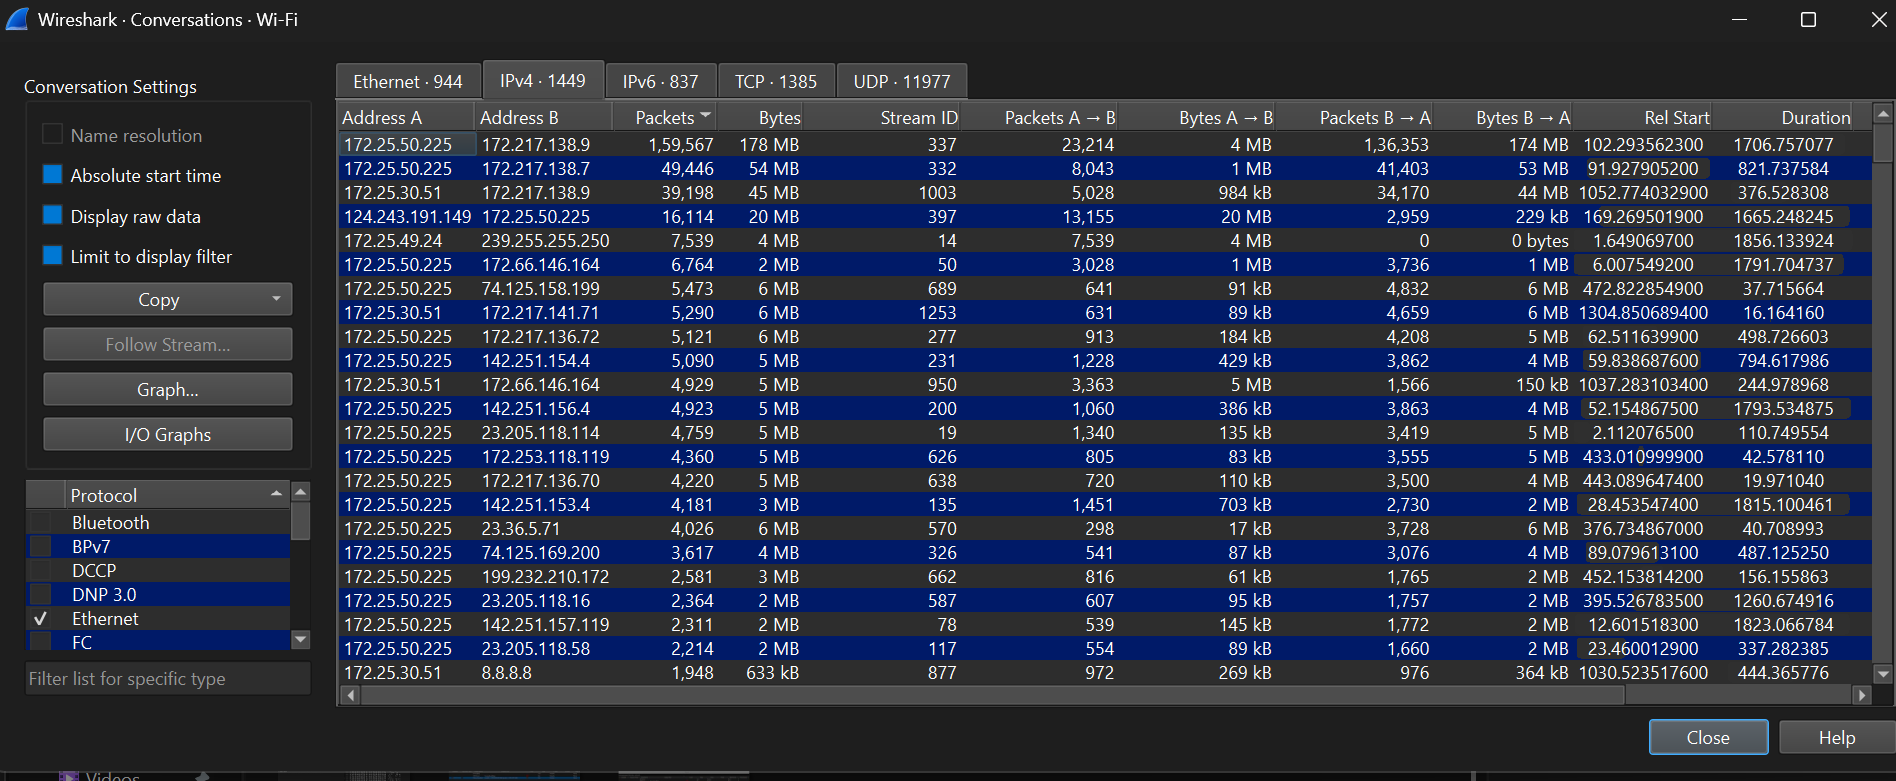 Wireshark · Conversations · Wi-Fi
Conversation Settings
Name resolution
Absolute start time
Display raw data
Limit to display filter
Copy
Follow Stream...
Graph...
I/O Graphs
Protocol
Bluetooth
BPv7
DCCP
DNP 3.0
Ethernet
FC
Filter list for specific type
Ethernet · 944 IPv4 · 1449 IPv6 · 837 TCP · 1385 UDP · 11977
Address A Address B Packets Bytes Stream ID Packets A → B Bytes A → B Packets B → A Bytes B → A Rel Start Duration
172.25.50.225 172.217.138.9 1,59,567 178 MB 337 23,214 4 MB 1,36,353 174 MB 102.293562300 1706.757077
172.25.50.225 172.217.138.7 49,446 54 MB 332 8,043 1 MB 41,403 53 MB 91.927905200 821.737584
172.25.30.51 172.217.138.9 39,198 45 MB 1003 5,028 984 kB 34,170 44 MB 1052.774032900 376.528308
124.243.191.149 172.25.50.225 16,114 20 MB 397 13,155 20 MB 2,959 229 kB 169.269501900 1665.248245
172.25.49.24 239.255.255.250 7,539 4 MB 14 7,539 4 MB 0 0 bytes 1.649069700 1856.133924
172.25.50.225 172.66.146.164 6,764 2 MB 50 3,028 1 MB 3,736 1 MB 6.007549200 1791.704737
172.25.50.225 74.125.158.199 5,473 6 MB 689 641 91 kB 4,832 6 MB 472.822854900 37.715664
172.25.30.51 172.217.141.71 5,290 6 MB 1253 631 89 kB 4,659 6 MB 1304.850689400 16.164160
172.25.50.225 172.217.136.72 5,121 6 MB 277 913 184 kB 4,208 5 MB 62.511639900 498.726603
172.25.50.225 142.251.154.4 5,090 5 MB 231 1,228 429 kB 3,862 4 MB 59.838687600 794.617986
172.25.30.51 172.66.146.164 4,929 5 MB 950 3,363 5 MB 1,566 150 kB 1037.283103400 244.978968
172.25.50.225 142.251.156.4 4,923 5 MB 200 1,060 386 kB 3,863 4 MB 52.154867500 1793.534875
172.25.50.225 23.205.118.114 4,759 5 MB 19 1,340 135 kB 3,419 5 MB 2.112076500 110.749554
172.25.50.225 172.253.118.119 4,360 5 MB 626 805 83 kB 3,555 5 MB 433.010999900 42.578110
172.25.50.225 172.217.136.70 4,220 5 MB 638 720 110 kB 3,500 4 MB 443.089647400 19.971040
172.25.50.225 142.251.153.4 4,181 3 MB 135 1,451 703 kB 2,730 2 MB 28.453547400 1815.100461
172.25.50.225 23.36.5.71 4,026 6 MB 570 298 17 kB 3,728 6 MB 376.734867000 40.708993
172.25.50.225 74.125.169.200 3,617 4 MB 326 541 87 kB 3,076 4 MB 89.079613100 487.125250
172.25.50.225 199.232.210.172 2,581 3 MB 662 816 61 kB 1,765 2 MB 452.153814200 156.155863
172.25.50.225 23.205.118.16 2,364 2 MB 587 607 95 kB 1,757 2 MB 395.526783500 1260.674916
172.25.50.225 142.251.157.119 2,311 2 MB 78 539 145 kB 1,772 2 MB 12.601518300 1823.066784
172.25.50.225 23.205.118.58 2,214 2 MB 117 554 89 kB 1,660 2 MB 23.460012900 337.282385
172.25.30.51 8.8.8.8 1,948 633 kB 877 972 269 kB 976 364 kB 1030.523517600 444.365776
Close Help
Videos